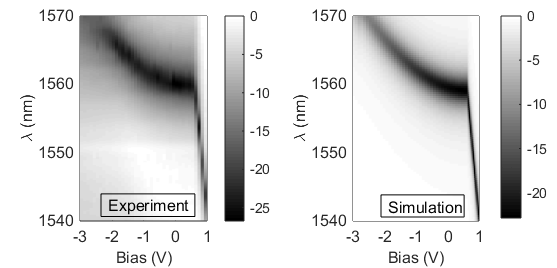 1570
1560
1550
1540
λ (nm)
-3 -2 -1 0 1
Bias (V)
Experiment
0
-5
-10
-15
-20
-25
1570
1560
1550
1540
λ (nm)
-3 -2 -1 0 1
Bias (V)
Simulation
0
-5
-10
-15
-20